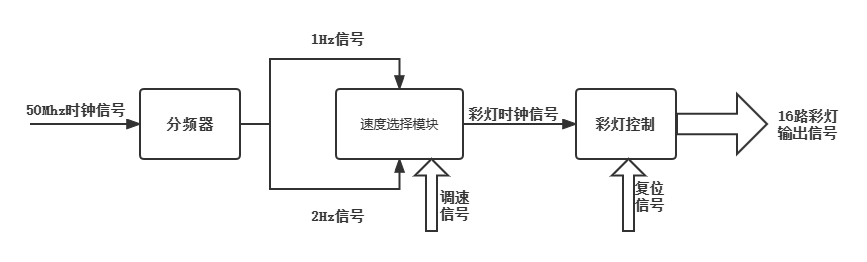 1Hz信号
50Mhz时钟信号
分频器
速度选择模块
彩灯时钟信号
彩灯控制
16路彩灯
输出信号
2Hz信号
调速
信号
复位
信号